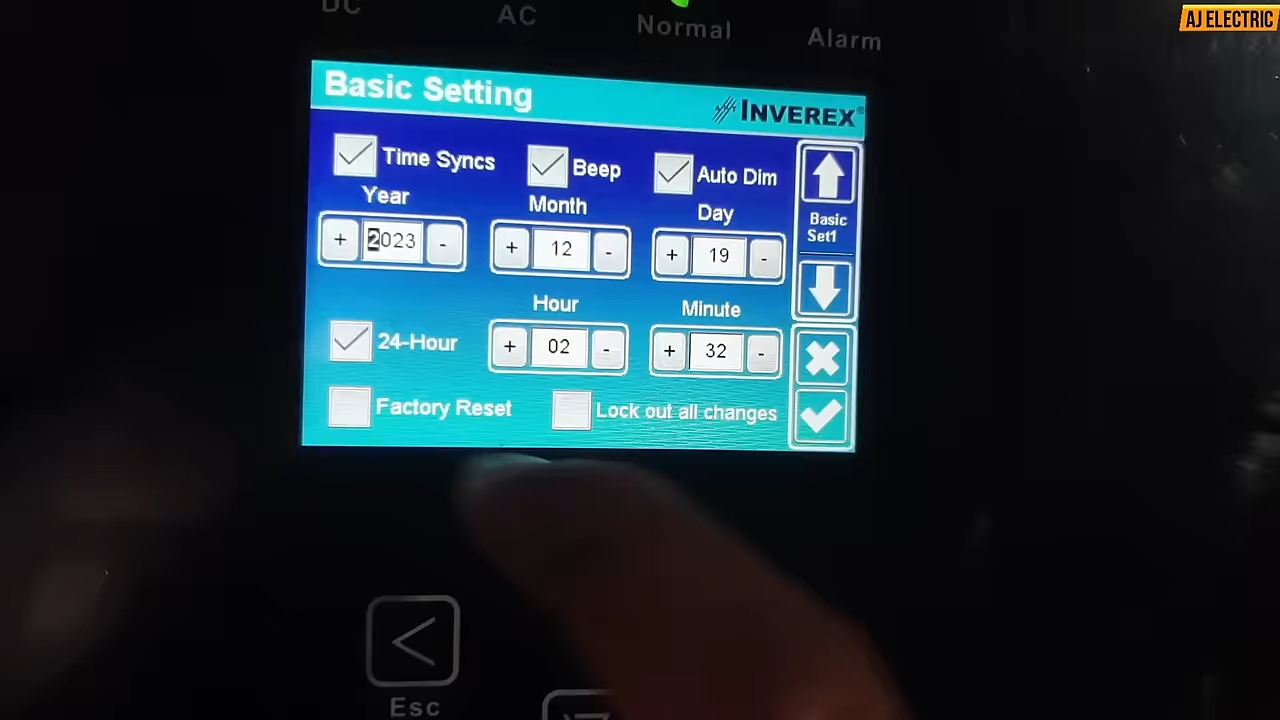 DC
AC
Normal
Alarm
AJ ELECTRIC
Basic Setting
INVEREX®
Time Syncs
Beep
Auto Dim
Year
Month
Day
+ 2023 -
+ 12 -
+ 19 -
Basic
Set1
Hour
Minute
24-Hour
+ 02 -
+ 32 -
Factory Reset
Lock out all changes
Esc